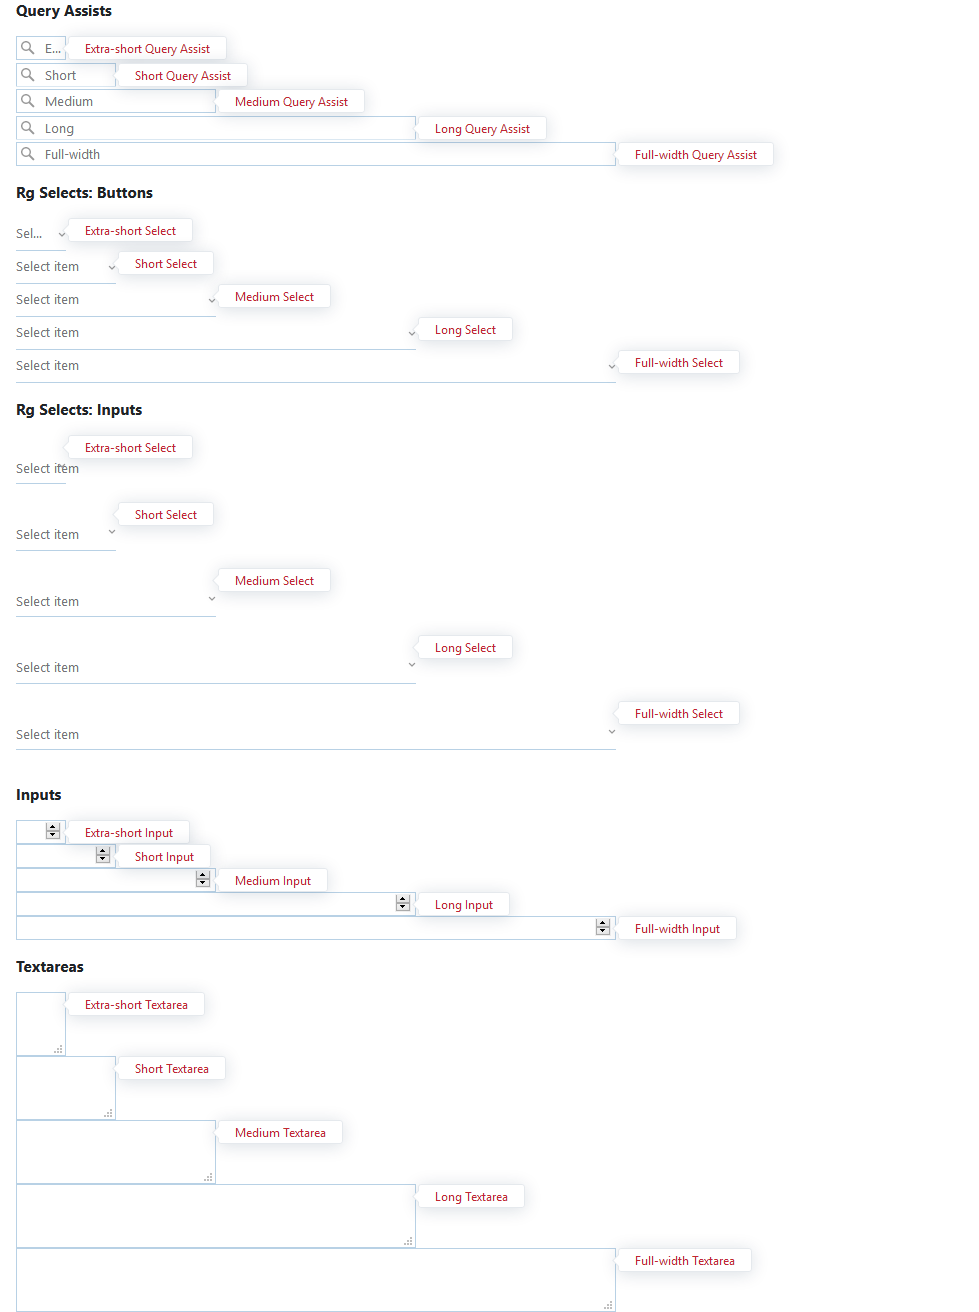 Query Assists
E... Extra-short Query Assist
Short Short Query Assist
Medium Medium Query Assist
Long Long Query Assist
Full-width Full-width Query Assist
Rg Selects: Buttons
Sel... Extra-short Select
Select item Short Select
Select item Medium Select
Select item Long Select
Select item Full-width Select
Rg Selects: Inputs
Extra-short Select
Select item
Short Select
Select item
Medium Select
Select item
Long Select
Select item
Full-width Select
Select item
Inputs
Extra-short Input
Short Input
Medium Input
Long Input
Full-width Input
Textareas
Extra-short Textarea
Short Textarea
Medium Textarea
Long Textarea
Full-width Textarea